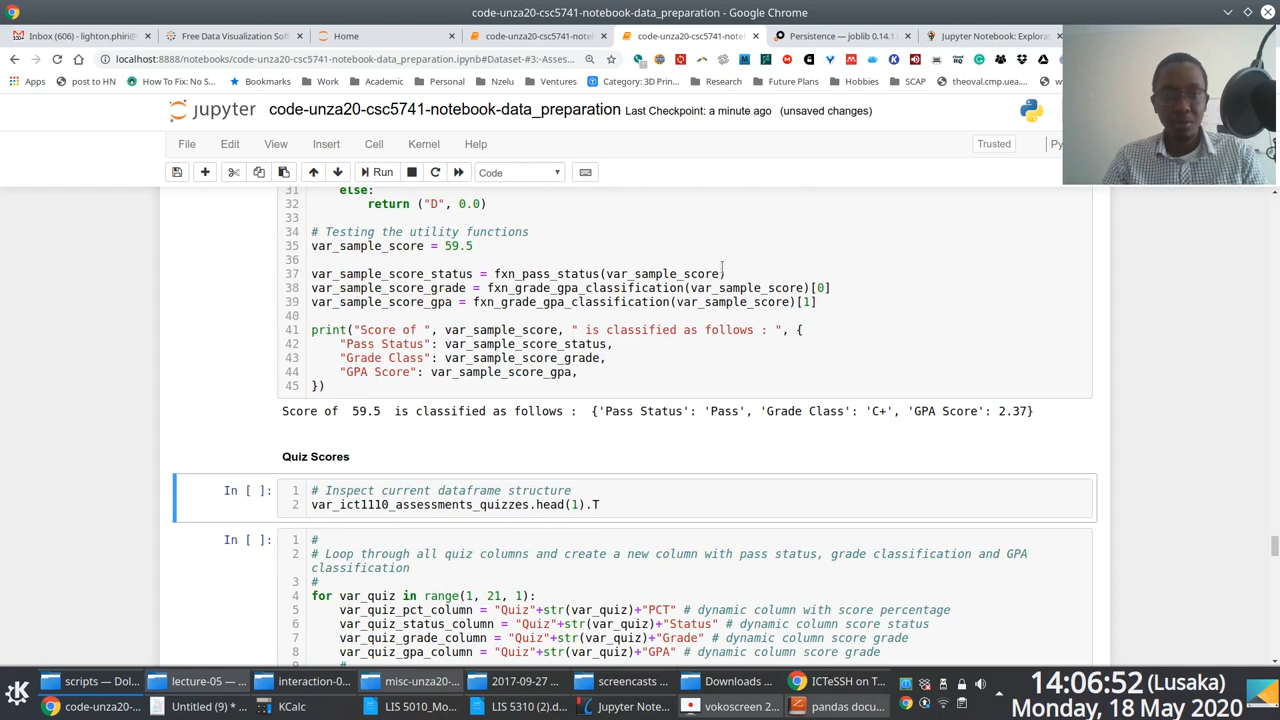 code-unza20-csc5741-notebook-data_preparation - Google Chrome
Inbox (606) - lighton.phiri
Free Data Visualization Sof
Home
code-unza20-csc5741-notebo
code-unza20-csc5741-notebo
Persistence — joblib 0.14.1
Jupyter Notebook: Explorat
localhost:8888/notebooks/code-unza20-csc5741-notebook-data_preparation.ipynb#Dataset-#3:-Asses...
Apps
post to HN
How To Fix: No S...
Bookmarks
Work
Academic
Personal
Nzelu
Ventures
Category: 3D Prin...
Research
Future Plans
Hobbies
SCAP
theoval.cmp.uea...
jupyter
code-unza20-csc5741-notebook-data_preparation Last Checkpoint: a minute ago (unsaved changes)
File
Edit
View
Insert
Cell
Kernel
Help
Trusted
Py
Run
Code
31 else:
32 return ("D", 0.0)
33
34 # Testing the utility functions
35 var_sample_score = 59.5
36
37 var_sample_score_status = fxn_pass_status(var_sample_score)
38 var_sample_score_grade = fxn_grade_gpa_classification(var_sample_score)[0]
39 var_sample_score_gpa = fxn_grade_gpa_classification(var_sample_score)[1]
40
41 print("Score of ", var_sample_score, " is classified as follows : ", {
42 "Pass Status": var_sample_score_status,
43 "Grade Class": var_sample_score_grade,
44 "GPA Score": var_sample_score_gpa,
45 })
Score of  59.5  is classified as follows :  {'Pass Status': 'Pass', 'Grade Class': 'C+', 'GPA Score': 2.37}
Quiz Scores
In [ ]:
1 # Inspect current dataframe structure
2 var_ict1110_assessments_quizzes.head(1).T
In [ ]:
1 #
2 # Loop through all quiz columns and create a new column with pass status, grade classification and GPA
classification
3 #
4 for var_quiz in range(1, 21, 1):
5 var_quiz_pct_column = "Quiz"+str(var_quiz)+"PCT" # dynamic column with score percentage
6 var_quiz_status_column = "Quiz"+str(var_quiz)+"Status" # dynamic column score status
7 var_quiz_grade_column = "Quiz"+str(var_quiz)+"Grade" # dynamic column score grade
8 var_quiz_gpa_column = "Quiz"+str(var_quiz)+"GPA" # dynamic column score grade
9 #
scripts — Dol...
lecture-05 — ...
interaction-0...
misc-unza20-...
2017-09-27 ...
screencasts ...
Downloads ...
ICTeSSH on T...
14:06:52 (Lusaka)
code-unza20-...
Untitled (9) * ...
KCalc
LIS 5010_Mo...
LIS 5310 (2.d...
Jupyter Note...
vokoscreen 2...
pandas docu...
Monday, 18 May 2020